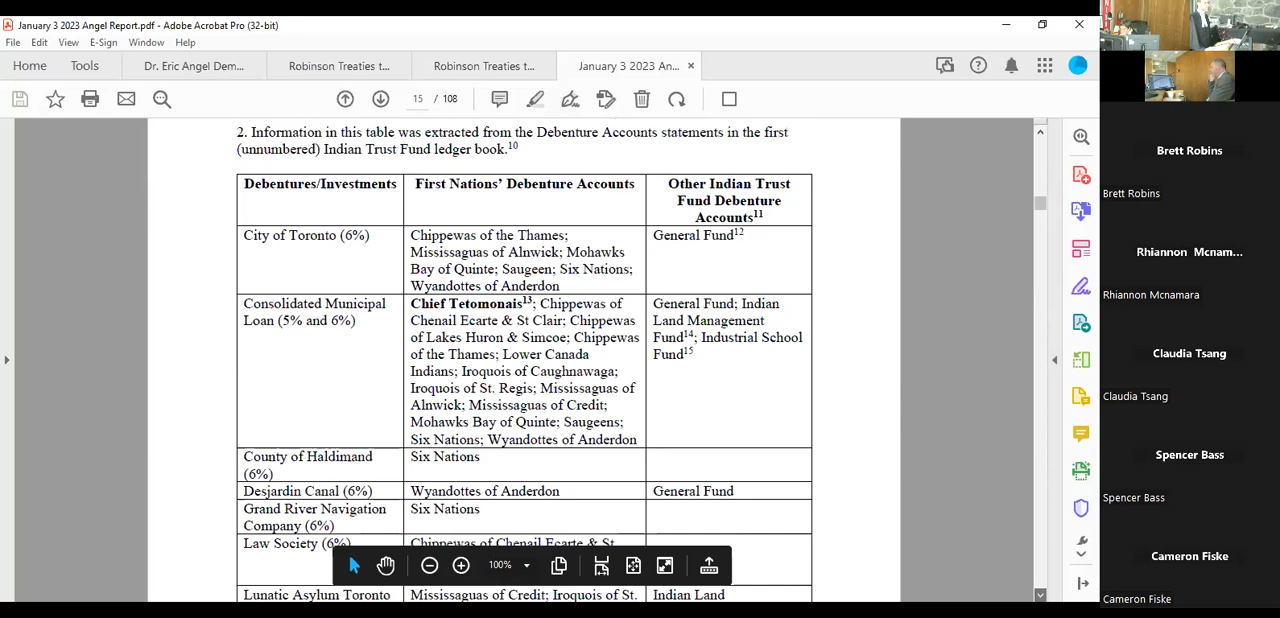 January 3 2023 Angel Report.pdf - Adobe Acrobat Pro (32-bit)
File Edit View E-Sign Window Help
Home Tools Dr. Eric Angel Dem... Robinson Treaties t... Robinson Treaties t... January 3 2023 An... ×
15 / 108
2. Information in this table was extracted from the Debenture Accounts statements in the first
(unnumbered) Indian Trust Fund ledger book.10
Debentures/Investments
First Nations' Debenture Accounts
Other Indian Trust
Fund Debenture
Accounts11
City of Toronto (6%)
Chippewas of the Thames;
Mississaguas of Alnwick; Mohawks
Bay of Quinte; Saugeen; Six Nations;
Wyandottes of Anderdon
General Fund12
Consolidated Municipal
Loan (5% and 6%)
Chief Tetomonais13; Chippewas of
Chenail Ecarte & St Clair; Chippewas
of Lakes Huron & Simcoe; Chippewas
of the Thames; Lower Canada
Indians; Iroquois of Caughnawaga;
Iroquois of St. Regis; Mississaguas of
Alnwick; Mississaguas of Credit;
Mohawks Bay of Quinte; Saugeens;
Six Nations; Wyandottes of Anderdon
General Fund; Indian
Land Management
Fund14; Industrial School
Fund15
County of Haldimand
(6%)
Six Nations
Desjardin Canal (6%)
Wyandottes of Anderdon
General Fund
Grand River Navigation
Company (6%)
Six Nations
Law Society (6%)
Chippewas of Chenail Ecarte & St.
Lunatic Asylum Toronto
Mississaguas of Credit; Iroquois of St.
Indian Land
100%
Brett Robins
Brett Robins
Rhiannon Mcnam...
Rhiannon Mcnamara
Claudia Tsang
Claudia Tsang
Spencer Bass
Spencer Bass
Cameron Fiske
Cameron Fiske